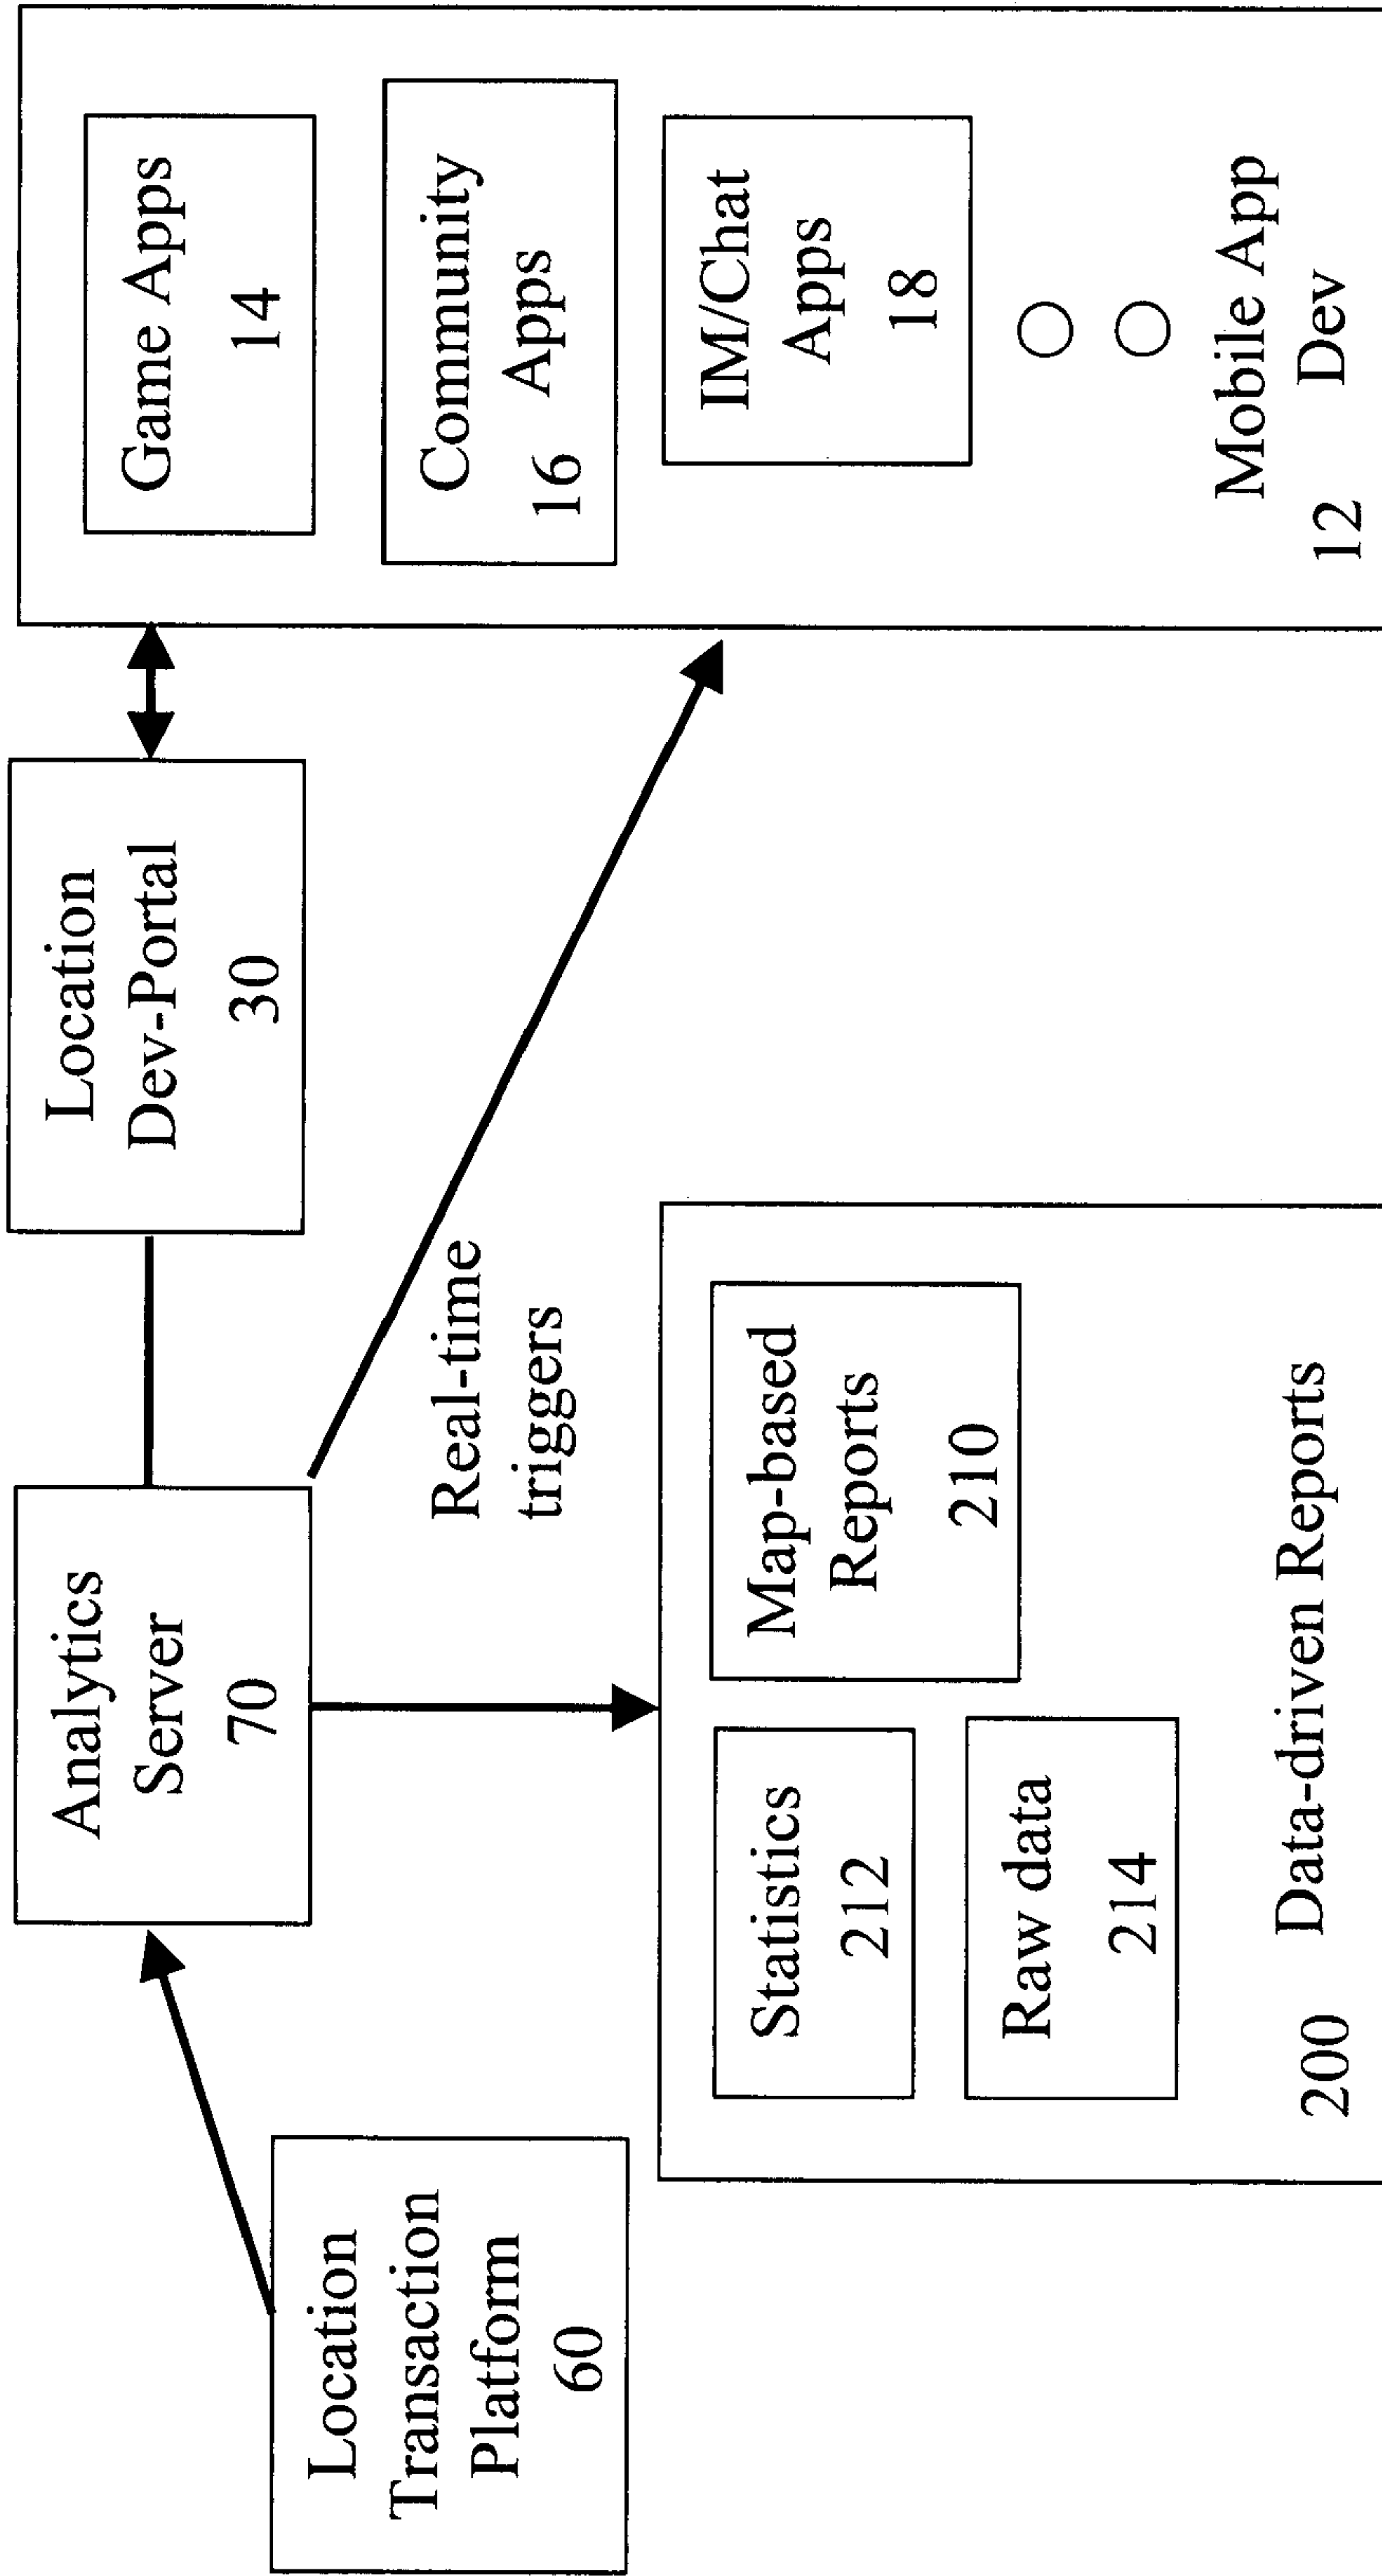 Location
Transaction
Platform
60
Analytics
Server
70
Location
Dev-Portal
30
Real-time
triggers
Statistics
212
Raw data
214
Map-based
Reports
210
200 Data-driven Reports
Game Apps
14
Community
16 Apps
IM/Chat
Apps
18
Mobile App
12 Dev